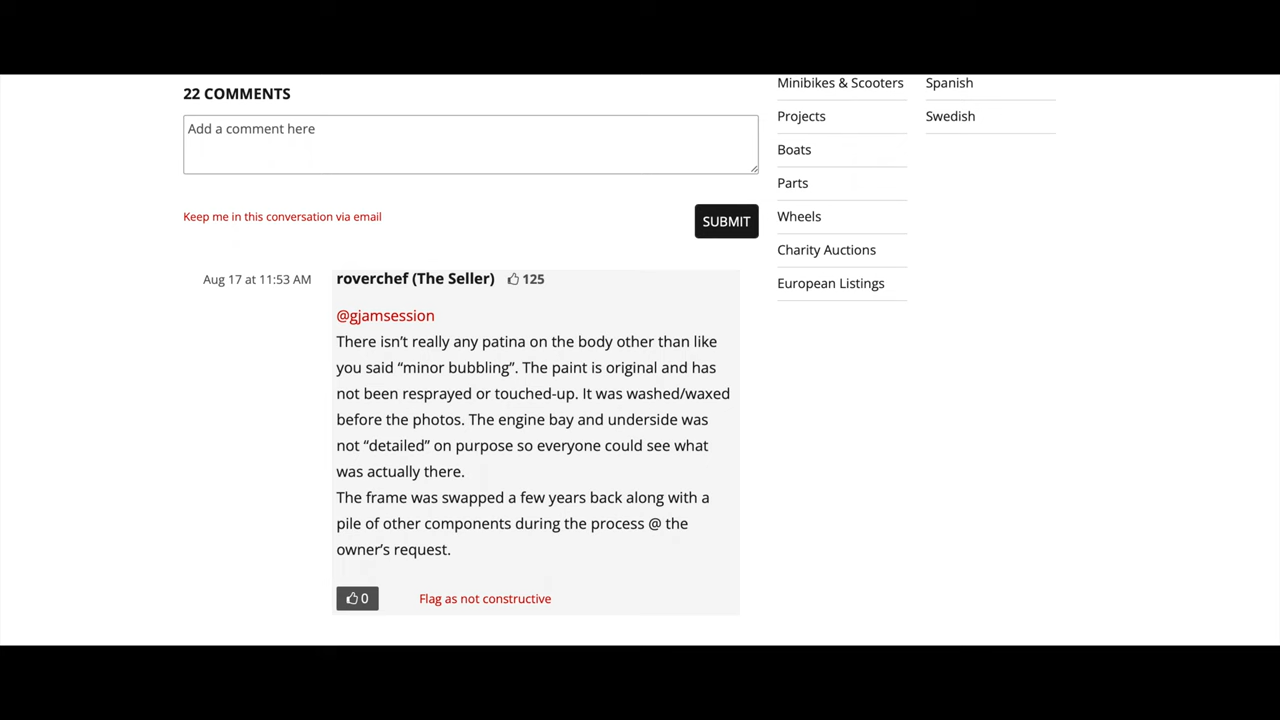 22 COMMENTS
Add a comment here
Keep me in this conversation via email
SUBMIT
Aug 17 at 11:53 AM
roverchef (The Seller) 125
@gjamsession
There isn’t really any patina on the body other than like
you said “minor bubbling”. The paint is original and has
not been resprayed or touched-up. It was washed/waxed
before the photos. The engine bay and underside was
not “detailed” on purpose so everyone could see what
was actually there.
The frame was swapped a few years back along with a
pile of other components during the process @ the
owner’s request.
0
Flag as not constructive
Minibikes & Scooters
Projects
Boats
Parts
Wheels
Charity Auctions
European Listings
Spanish
Swedish